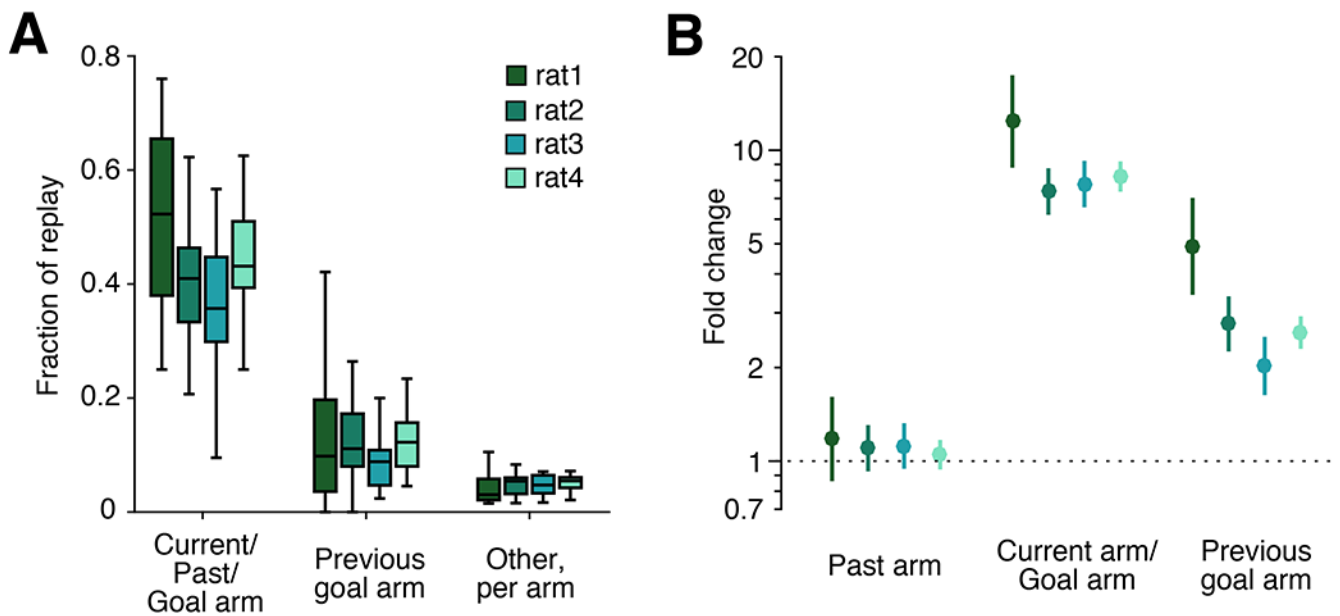 A
Fraction of replay
0.8
0.6
0.4
0.2
0
rat1
rat2
rat3
rat4
Current/
Past/
Goal arm
Previous
goal arm
Other,
per arm
B
Fold change
20
10
5
2
1
0.7
Past arm
Current arm/
Goal arm
Previous
goal arm